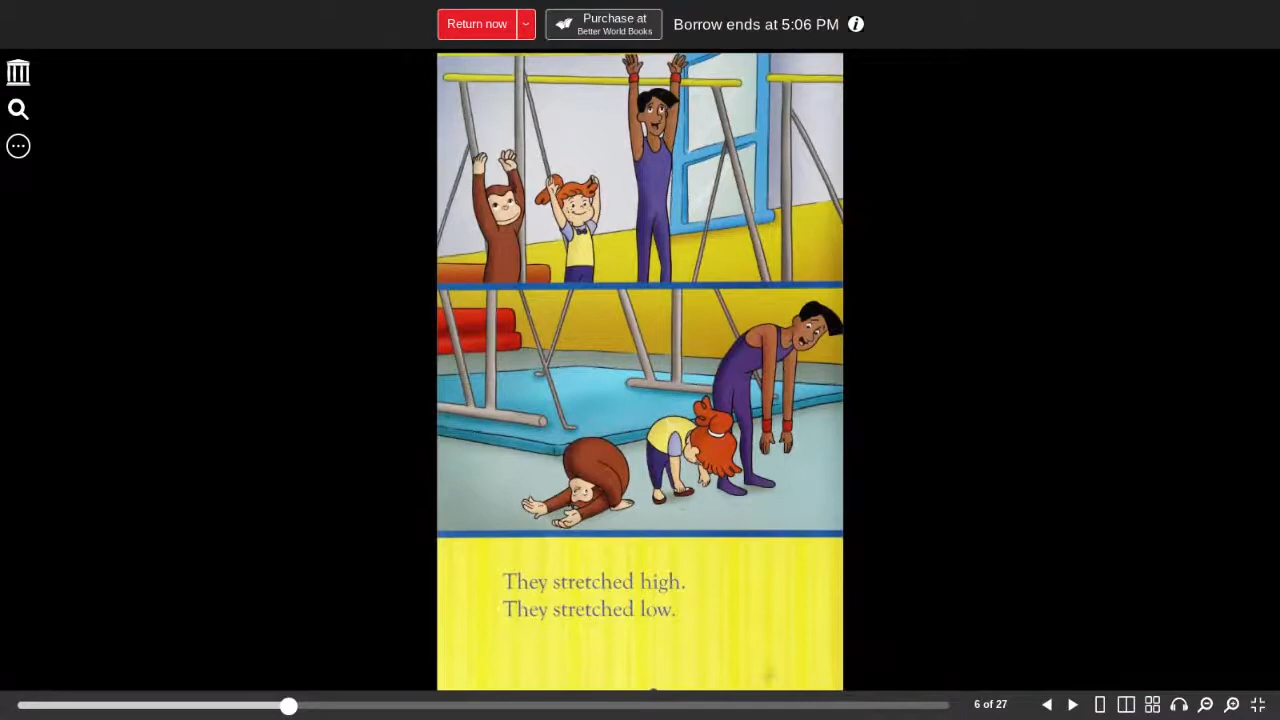 Return now
Purchase at
Better World Books
Borrow ends at 5:06 PM
They stretched high.
They stretched low.
6 of 27